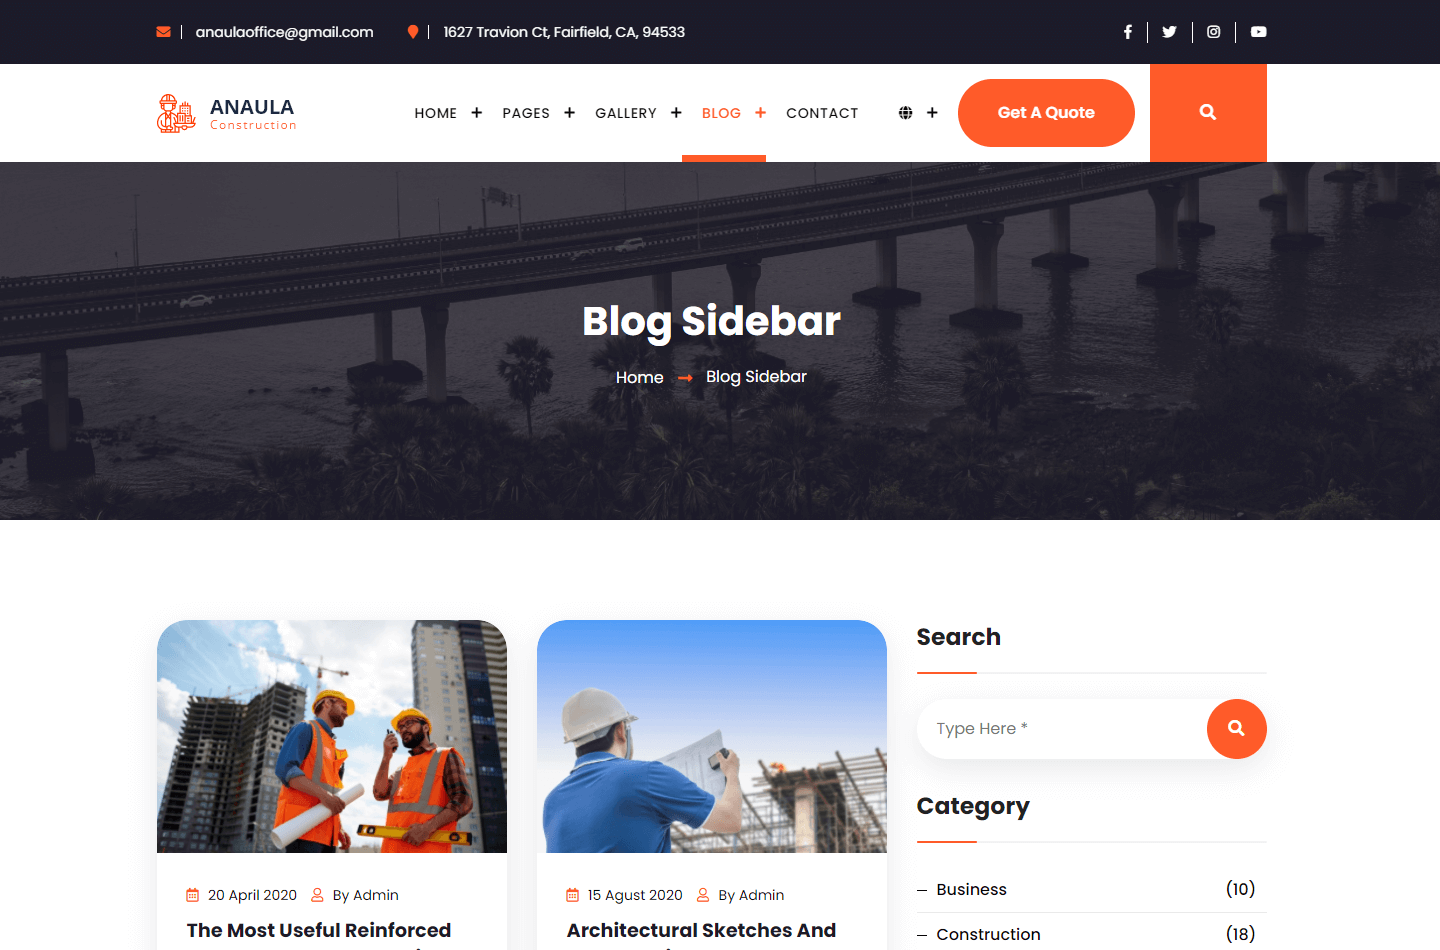 anaulaoffice@gmail.com
1627 Travion Ct, Fairfield, CA, 94533
ANAULA
Construction
HOME + PAGES + GALLERY + BLOG + CONTACT +
Get A Quote
Blog Sidebar
Home Blog Sidebar
20 April 2020 By Admin
The Most Useful Reinforced
15 Agust 2020 By Admin
Architectural Sketches And
Search
Type Here *
Category
Business (10)
Construction (18)